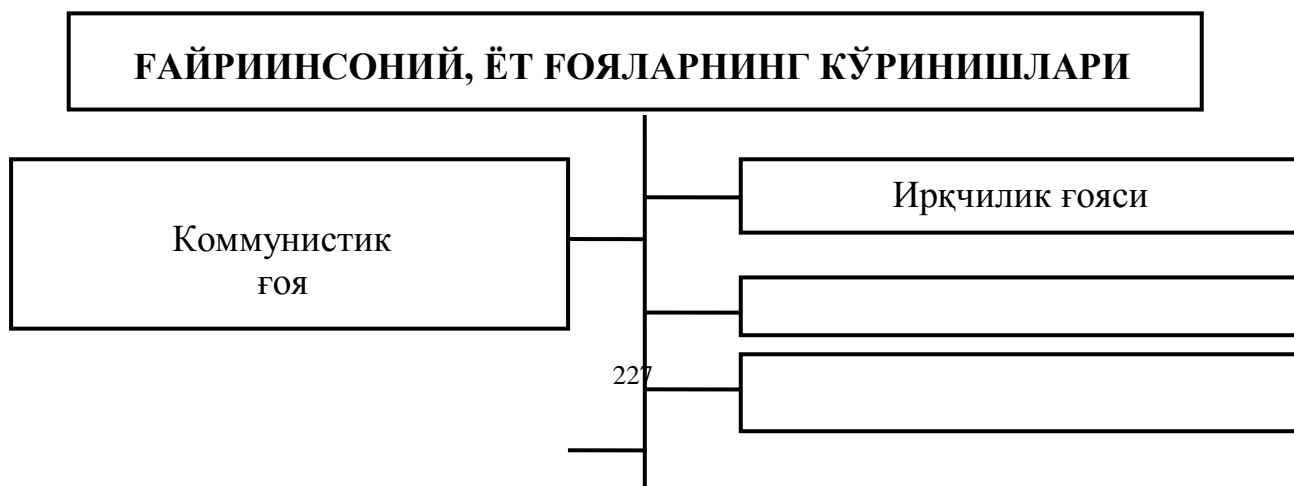 ҒАЙРИИНСОНИЙ, ЁТ ҒОЯЛАРНИНГ КЎРИНИШЛАРИ
Коммунистик
ғоя
Ирқчилик ғояси
227